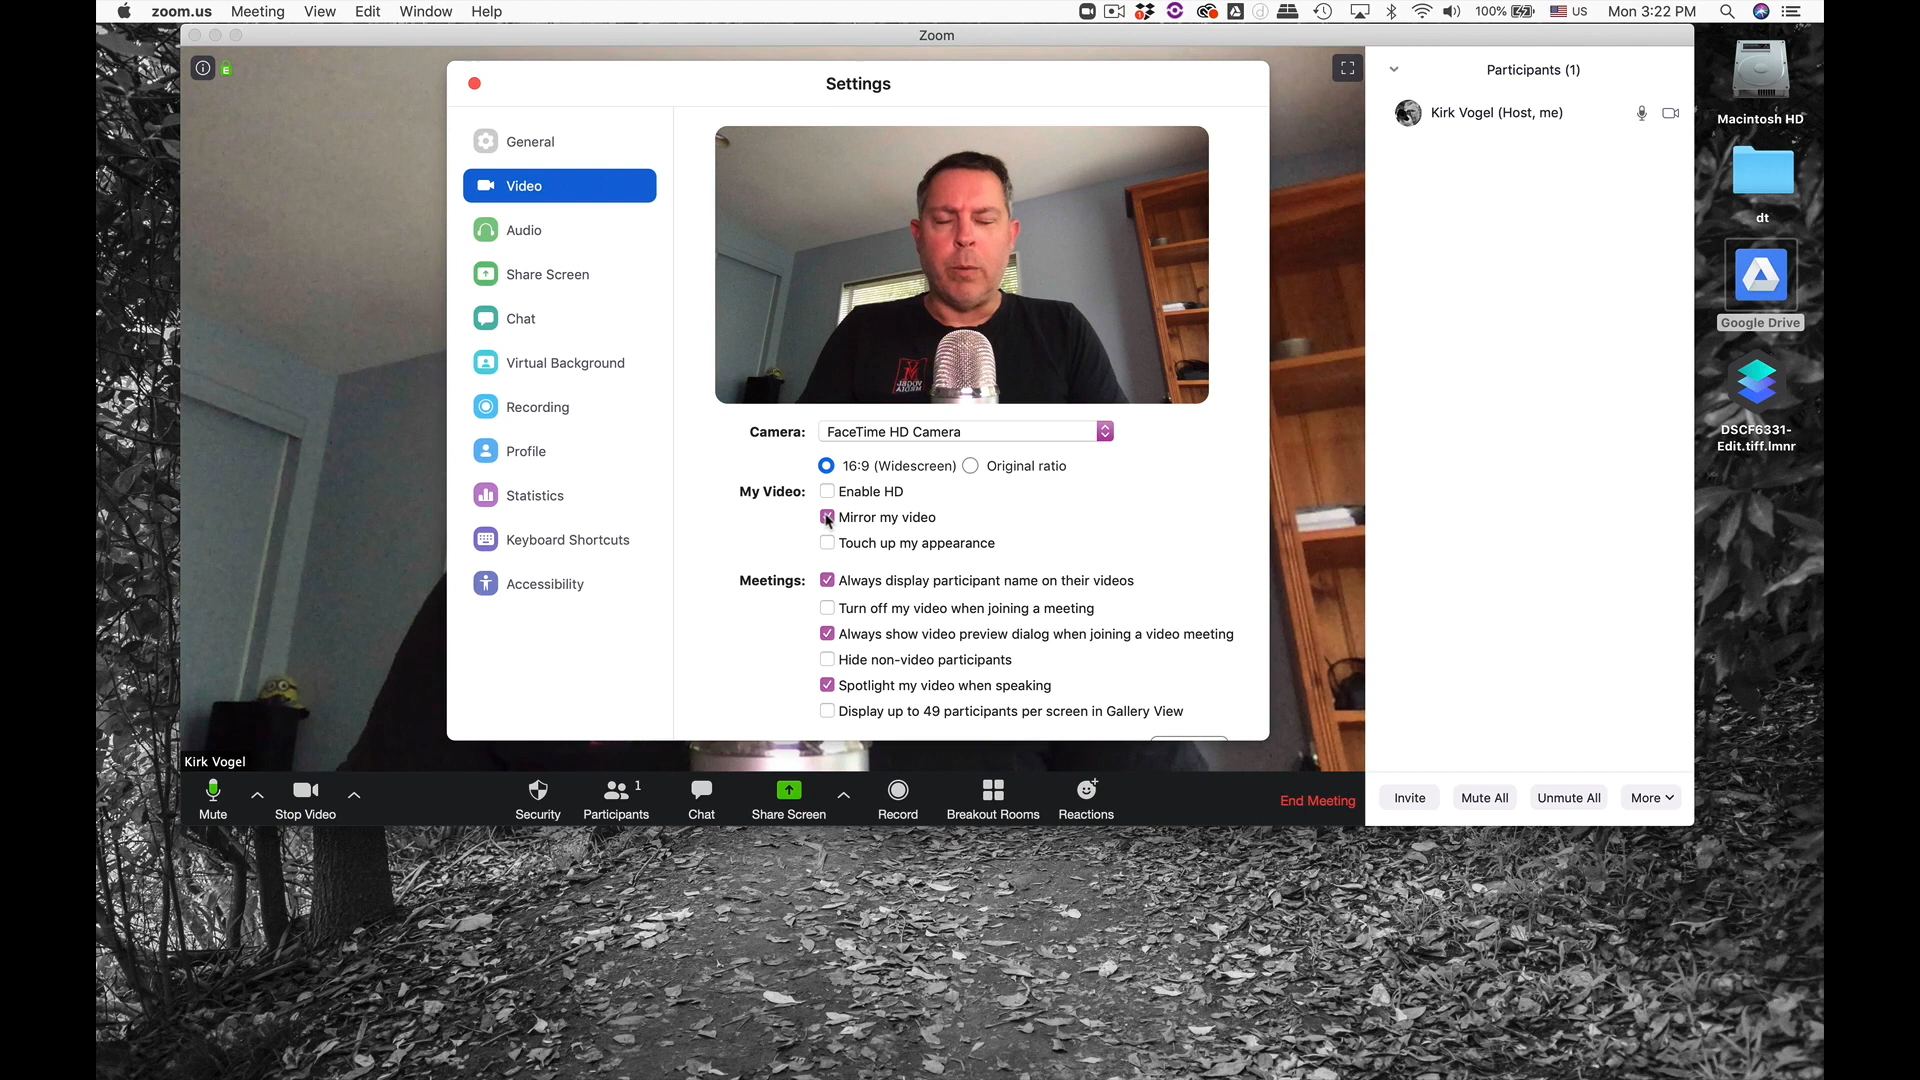 zoom.us Meeting View Edit Window Help
100% US Mon 3:22 PM
Zoom
Settings
General
Video
Audio
Share Screen
Chat
Virtual Background
Recording
Profile
Statistics
Keyboard Shortcuts
Accessibility
VOGEL
MEDIA
Camera: FaceTime HD Camera
16:9 (Widescreen) Original ratio
My Video: Enable HD
Mirror my video
Touch up my appearance
Meetings: Always display participant name on their videos
Turn off my video when joining a meeting
Always show video preview dialog when joining a video meeting
Hide non-video participants
Spotlight my video when speaking
Display up to 49 participants per screen in Gallery View
Participants (1)
Kirk Vogel (Host, me)
Macintosh HD
dt
Google Drive
DSCF6331-
Edit.tiff.lmnr
Kirk Vogel
Mute Stop Video Security Participants 1 Chat Share Screen Record Breakout Rooms Reactions End Meeting
Invite Mute All Unmute All More